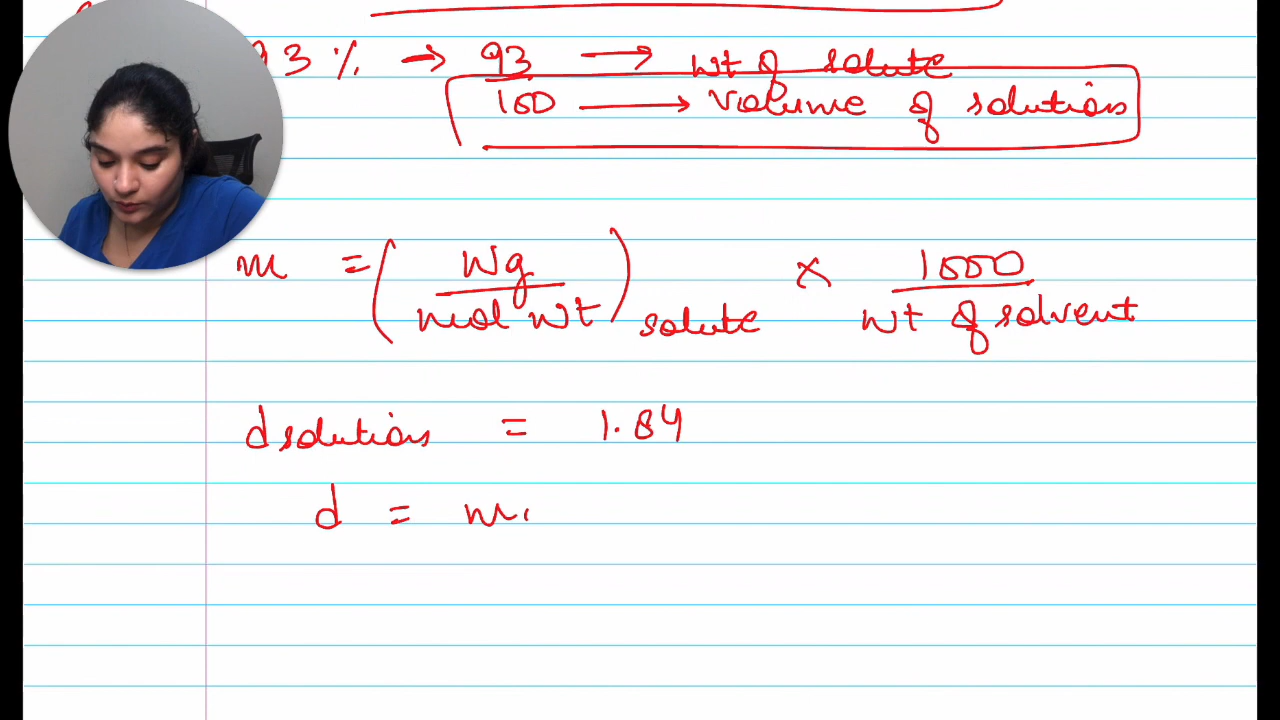 93 % → 93 → wt of solute
100 → volume of solution
m = ( Wg / mol wt ) solute × 1000 / wt of solvent
d solution = 1.84
d = m